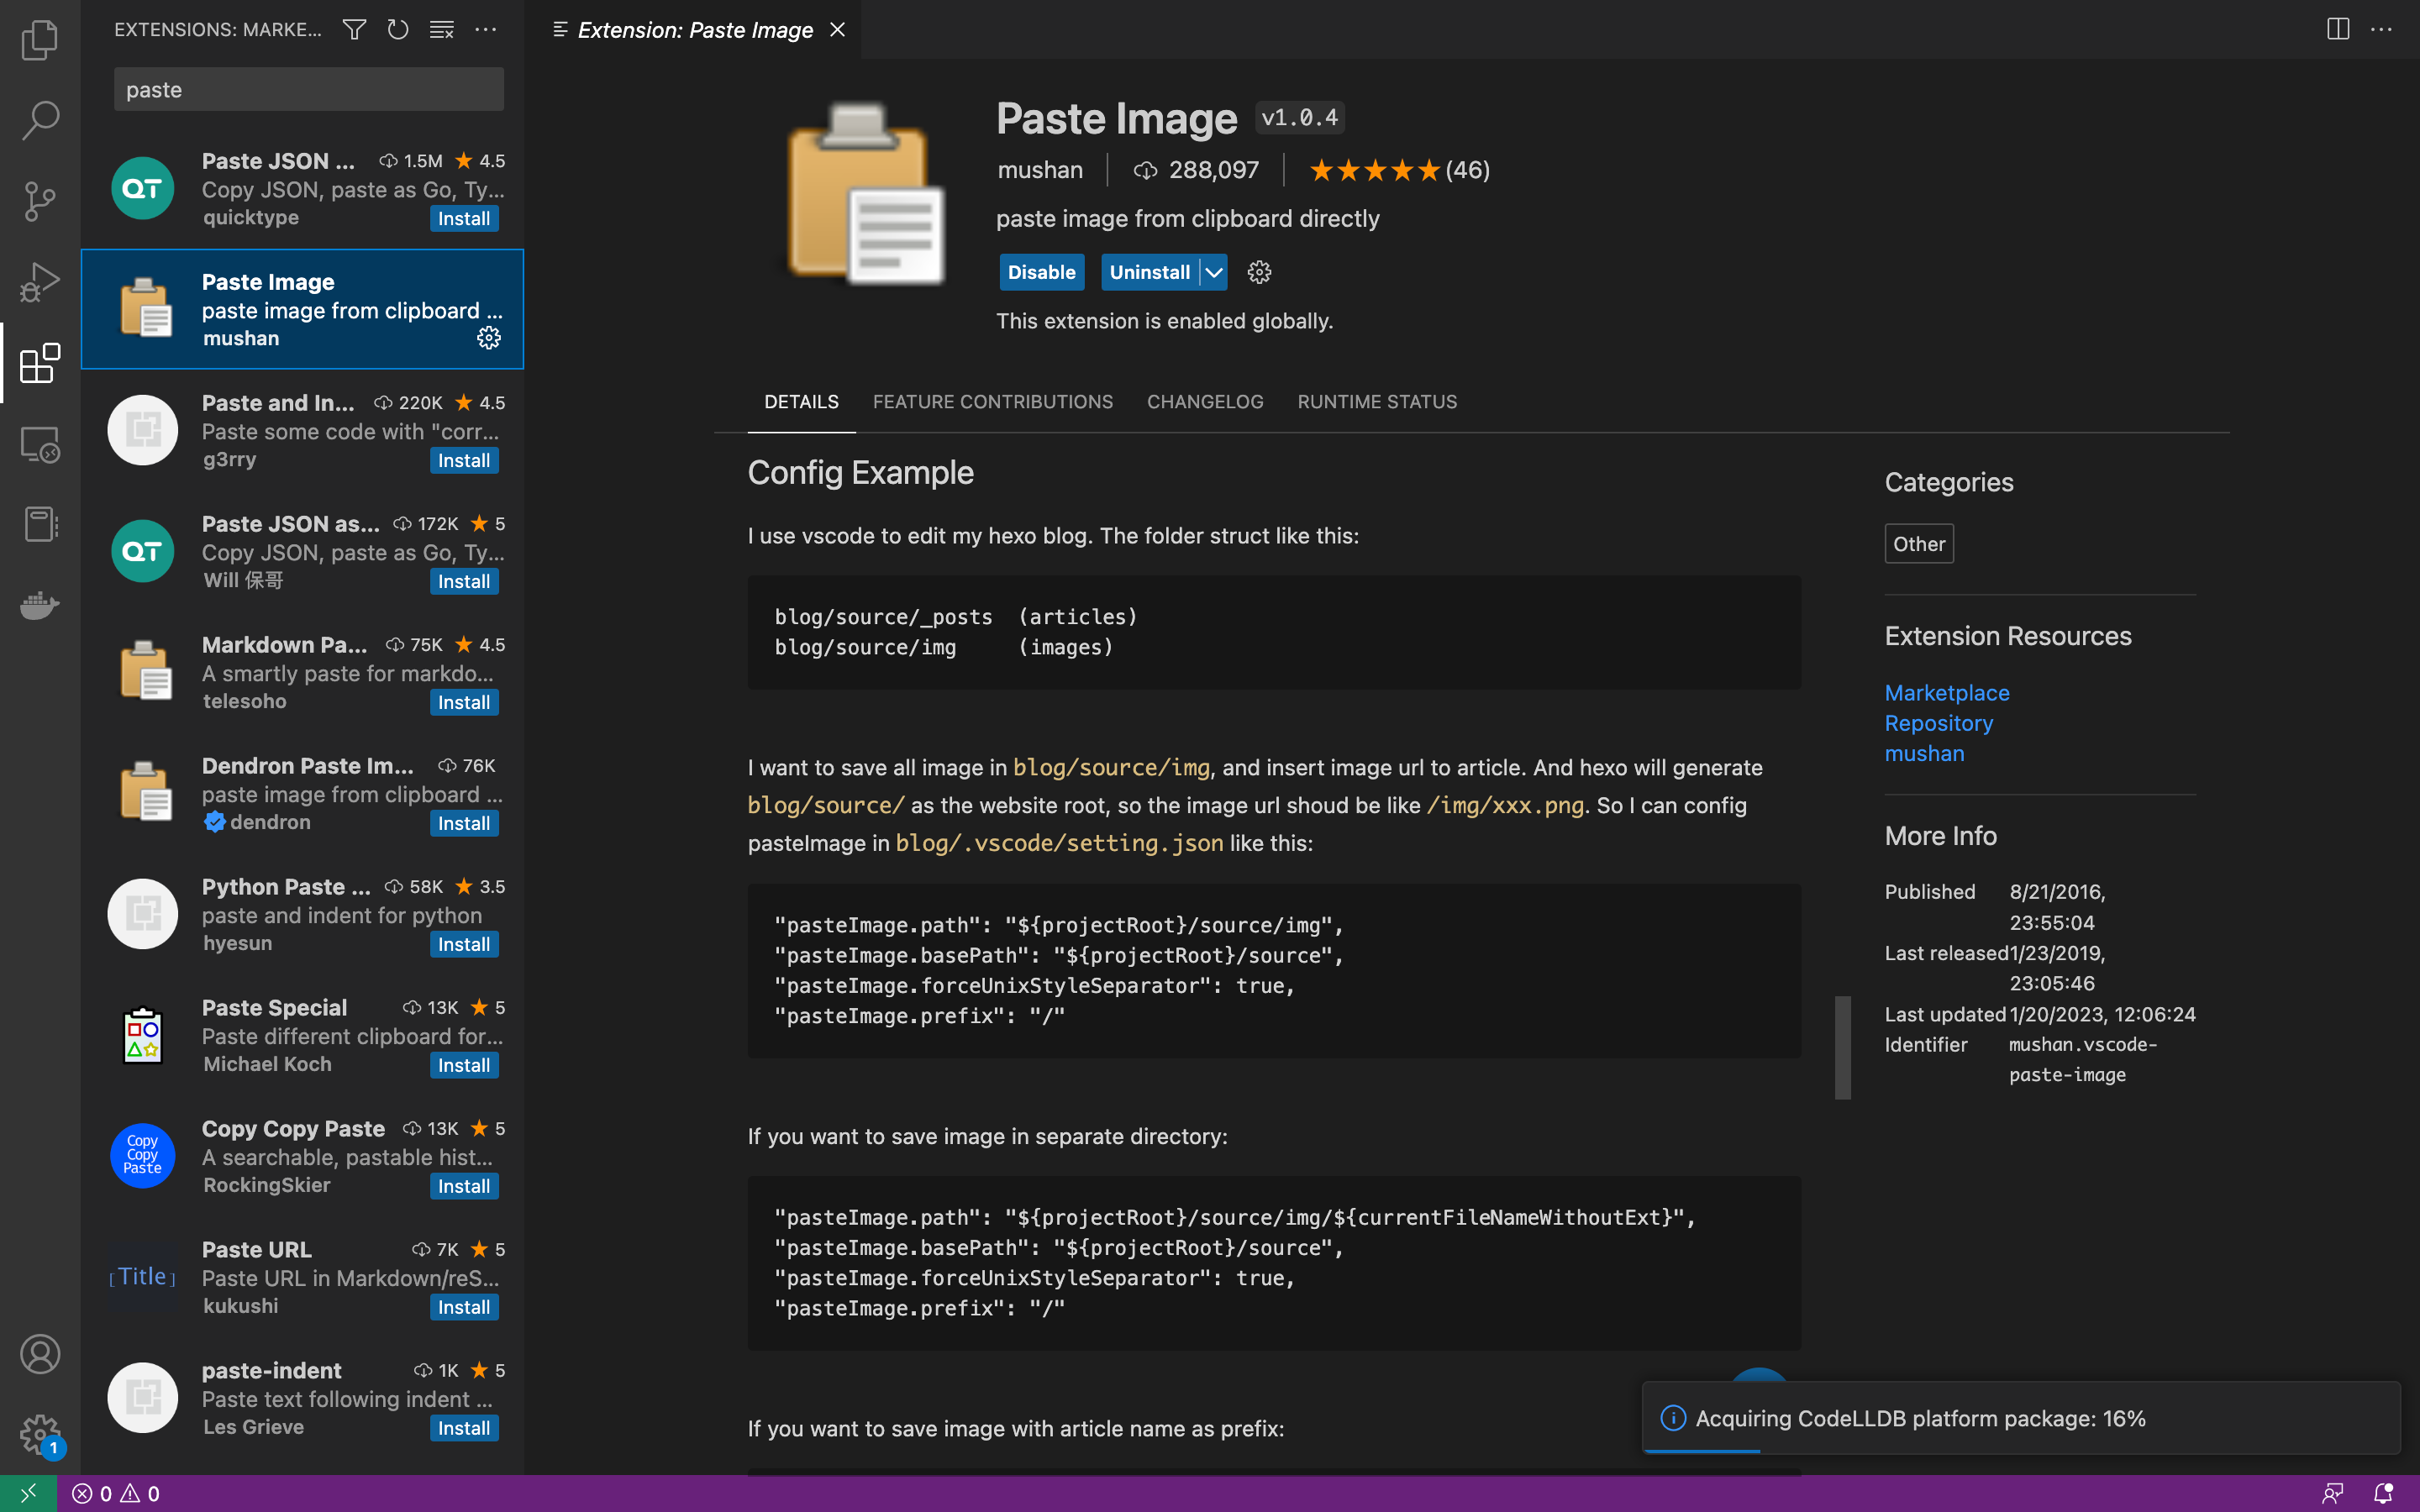 EXTENSIONS: MARKE...
paste
Paste JSON ... 1.5M 4.5
Copy JSON, paste as Go, Ty...
quicktype Install
Paste Image
paste image from clipboard ...
mushan
Paste and In... 220K 4.5
Paste some code with "corr...
g3rry Install
Paste JSON as... 172K 5
Copy JSON, paste as Go, Ty...
Will 保哥 Install
Markdown Pa... 75K 4.5
A smartly paste for markdo...
telesoho Install
Dendron Paste Im... 76K
paste image from clipboard ...
dendron Install
Python Paste ... 58K 3.5
paste and indent for python
hyesun Install
Paste Special 13K 5
Paste different clipboard for...
Michael Koch Install
Copy Copy Paste 13K 5
A searchable, pastable hist...
RockingSkier Install
Paste URL 7K 5
Paste URL in Markdown/reS...
kukushi Install
paste-indent 1K 5
Paste text following indent ...
Les Grieve Install
QT
QT
Copy
Copy
Paste
[Title]
1
Extension: Paste Image
Paste Image v1.0.4
mushan 288,097 (46)
paste image from clipboard directly
Disable Uninstall
This extension is enabled globally.
DETAILS FEATURE CONTRIBUTIONS CHANGELOG RUNTIME STATUS
Config Example
I use vscode to edit my hexo blog. The folder struct like this:
blog/source/_posts (articles)
blog/source/img (images)
I want to save all image in blog/source/img, and insert image url to article. And hexo will generate
blog/source/ as the website root, so the image url shoud be like /img/xxx.png. So I can config
pasteImage in blog/.vscode/setting.json like this:
"pasteImage.path": "${projectRoot}/source/img",
"pasteImage.basePath": "${projectRoot}/source",
"pasteImage.forceUnixStyleSeparator": true,
"pasteImage.prefix": "/"
If you want to save image in separate directory:
"pasteImage.path": "${projectRoot}/source/img/${currentFileNameWithoutExt}",
"pasteImage.basePath": "${projectRoot}/source",
"pasteImage.forceUnixStyleSeparator": true,
"pasteImage.prefix": "/"
If you want to save image with article name as prefix:
Categories
Other
Extension Resources
Marketplace
Repository
mushan
More Info
Published 8/21/2016,
23:55:04
Last released 1/23/2019,
23:05:46
Last updated 1/20/2023, 12:06:24
Identifier mushan.vscode-
paste-image
Acquiring CodeLLDB platform package: 16%
0 0